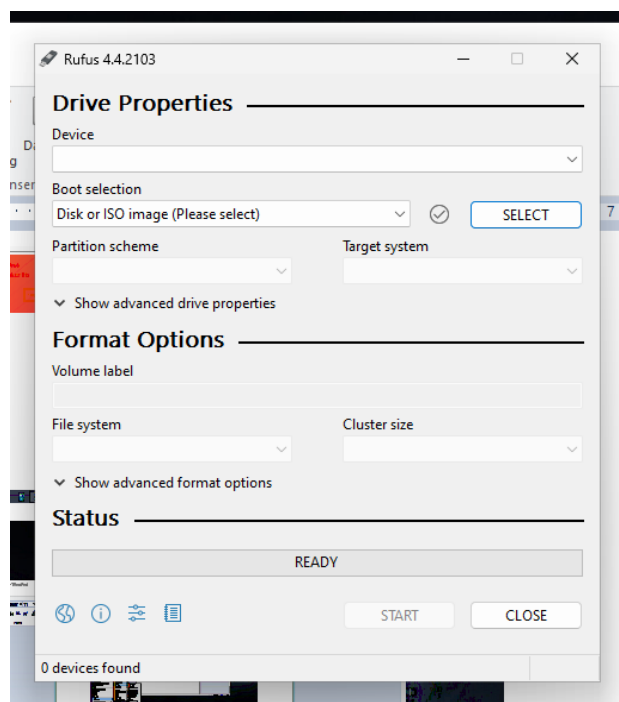 Rufus 4.4.2103
Drive Properties
Device
Boot selection
Disk or ISO image (Please select)
SELECT
Partition scheme
Target system
Show advanced drive properties
Format Options
Volume label
File system
Cluster size
Show advanced format options
Status
READY
START
CLOSE
0 devices found
D
g
nser
7